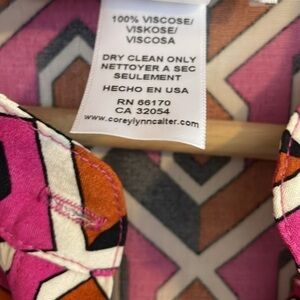 100% VISCOSE/
VISKOSE/
VISCOSA
DRY CLEAN ONLY
NETTOYER A SEC
SEULEMENT
HECHO EN USA
RN 66170
CA 32054
www.coreylynncalter.com